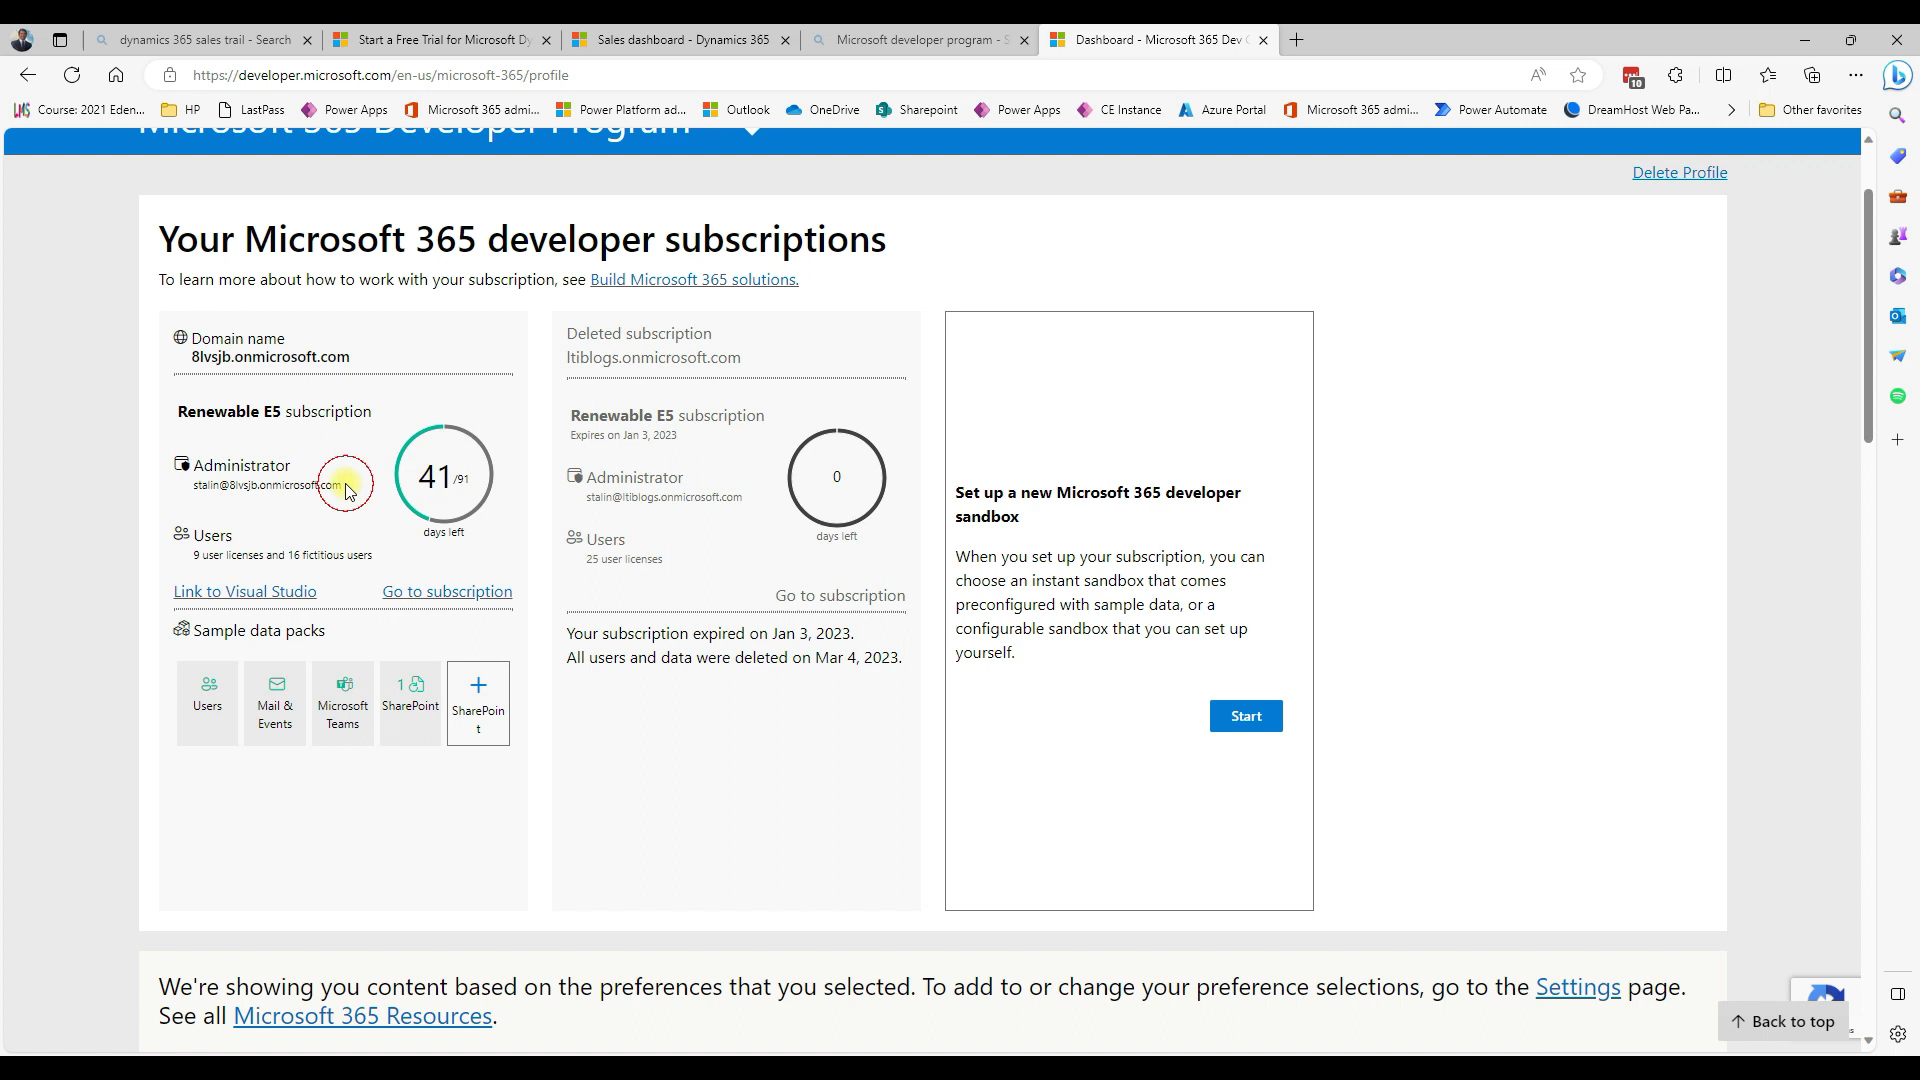 dynamics 365 sales trail - Search
Start a Free Trial for Microsoft Dy
Sales dashboard - Dynamics 365
Microsoft developer program - S
Dashboard - Microsoft 365 Dev C
https://developer.microsoft.com/en-us/microsoft-365/profile
10
Course: 2021 Eden...
HP
LastPass
Power Apps
Microsoft 365 admi...
Power Platform ad...
Outlook
OneDrive
Sharepoint
Power Apps
CE Instance
Azure Portal
Microsoft 365 admi...
Power Automate
DreamHost Web Pa...
Other favorites
Microsoft 365 Developer Program
Delete Profile
Your Microsoft 365 developer subscriptions
To learn more about how to work with your subscription, see Build Microsoft 365 solutions.
Domain name
8lvsjb.onmicrosoft.com
Renewable E5 subscription
Administrator
stalin@8lvsjb.onmicrosoft.com
41/91
days left
Users
9 user licenses and 16 fictitious users
Link to Visual Studio
Go to subscription
Sample data packs
Users
Mail &
Events
Microsoft
Teams
1
SharePoint
SharePoin
t
Deleted subscription
ltiblogs.onmicrosoft.com
Renewable E5 subscription
Expires on Jan 3, 2023
Administrator
stalin@ltiblogs.onmicrosoft.com
0
days left
Users
25 user licenses
Go to subscription
Your subscription expired on Jan 3, 2023.
All users and data were deleted on Mar 4, 2023.
Set up a new Microsoft 365 developer
sandbox
When you set up your subscription, you can
choose an instant sandbox that comes
preconfigured with sample data, or a
configurable sandbox that you can set up
yourself.
Start
We're showing you content based on the preferences that you selected. To add to or change your preference selections, go to the Settings page.
See all Microsoft 365 Resources.
Back to top